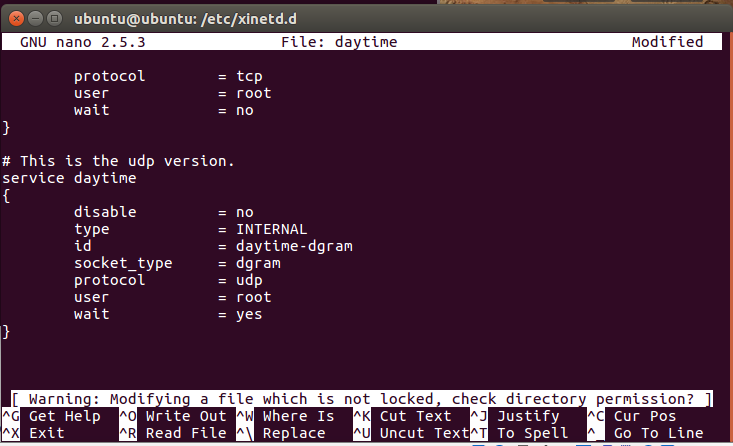 ubuntu@ubuntu: /etc/xinetd.d
GNU nano 2.5.3 File: daytime Modified
protocol = tcp
user = root
wait = no
}
# This is the udp version.
service daytime
{
disable = no
type = INTERNAL
id = daytime-dgram
socket_type = dgram
protocol = udp
user = root
wait = yes
}
[ Warning: Modifying a file which is not locked, check directory permission? ]
^G Get Help ^O Write Out ^W Where Is ^K Cut Text ^J Justify ^C Cur Pos
^X Exit ^R Read File ^\ Replace ^U Uncut Text ^T To Spell ^_ Go To Line